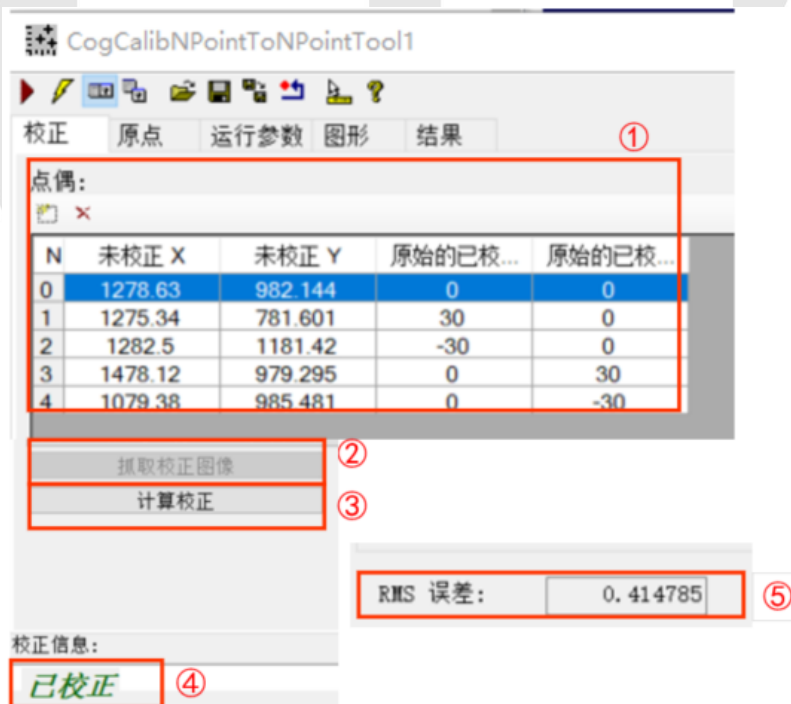 CogCalibNPointToNPointTool1
校正 原点 运行参数 图形 结果 ①
点偶:
N 未校正 X 未校正 Y 原始的已校... 原始的已校...
0 1278.63 982.144 0 0
1 1275.34 781.601 30 0
2 1282.5 1181.42 -30 0
3 1478.12 979.295 0 30
4 1079.38 985.481 0 -30
抓取校正图像 ②
计算校正 ③
RMS 误差: 0.414785 ⑤
校正信息:
已校正 ④